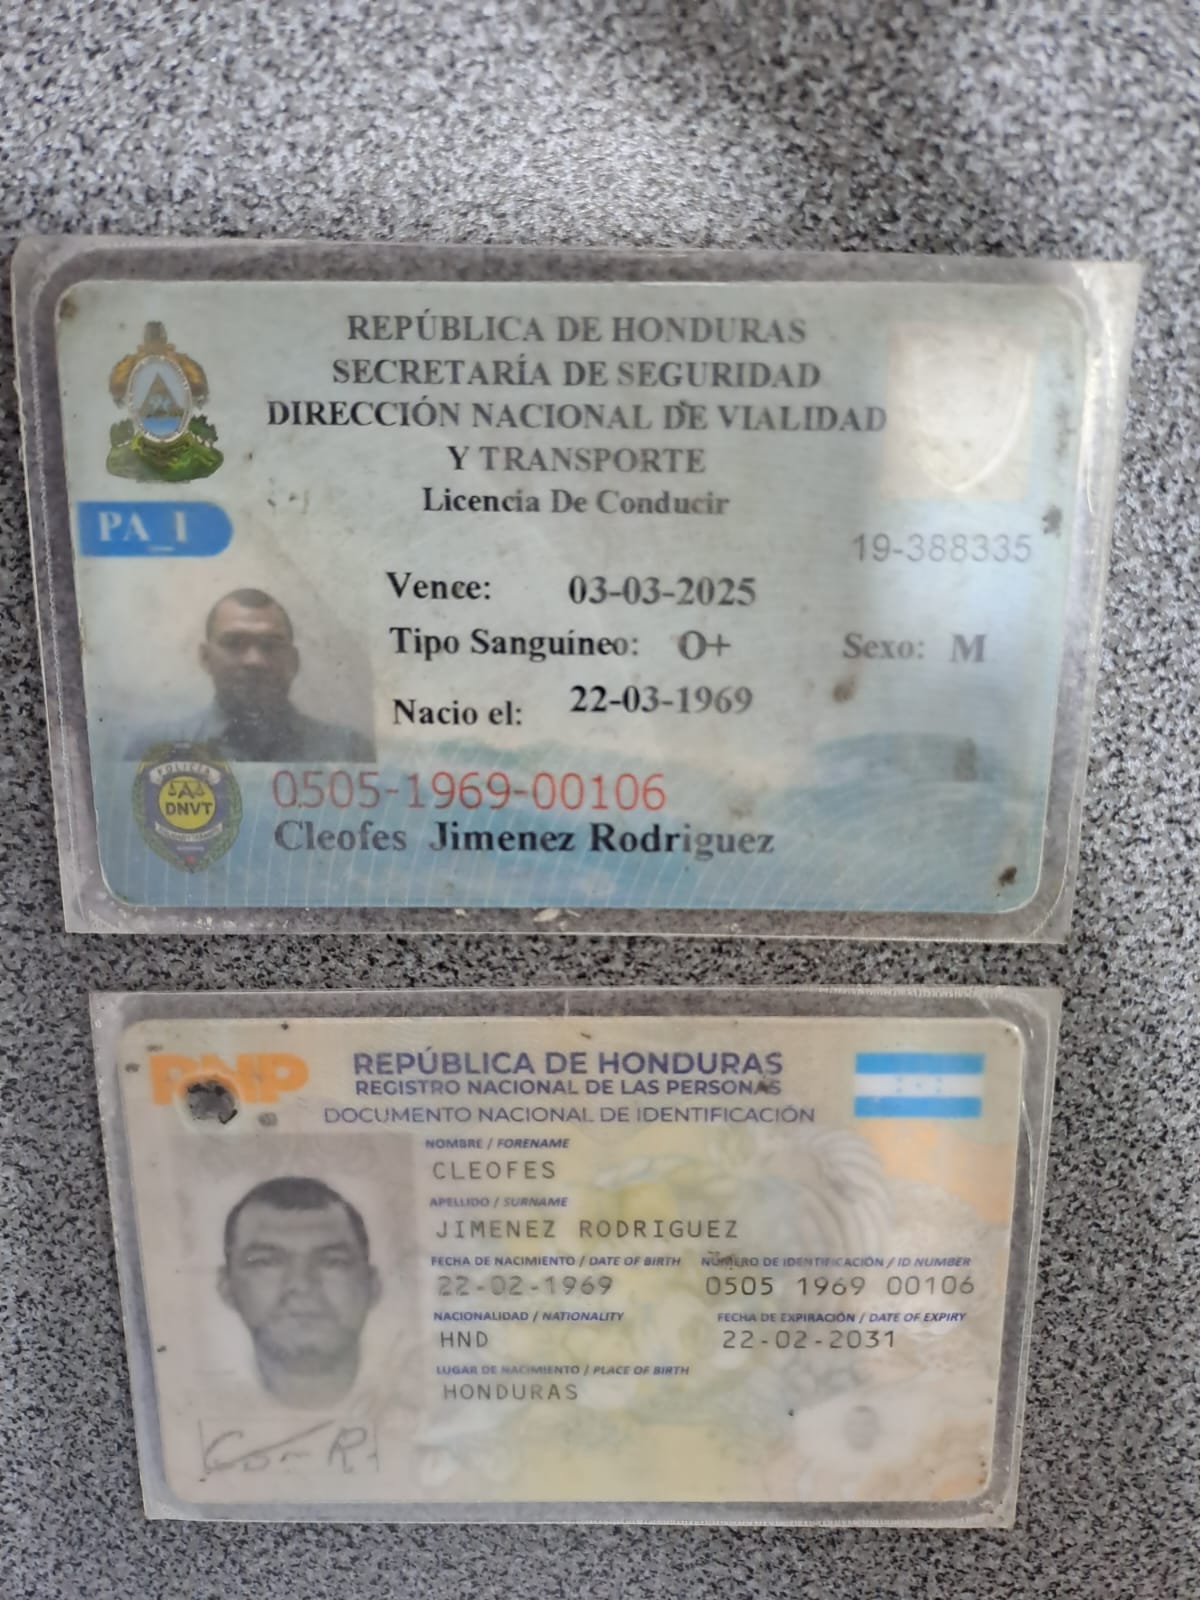 REPÚBLICA DE HONDURAS
SECRETARÍA DE SEGURIDAD
DIRECCIÓN NACIONAL DE VIALIDAD
Y TRANSPORTE
Licencia De Conducir
PA_I
19-388335
Vence: 03-03-2025
Tipo Sanguíneo: O+ Sexo: M
Nacio el: 22-03-1969
POLICIA
DNVT
0505-1969-00106
Cleofes Jimenez Rodriguez
RNP
REPÚBLICA DE HONDURAS
REGISTRO NACIONAL DE LAS PERSONAS
DOCUMENTO NACIONAL DE IDENTIFICACIÓN
NOMBRE / FORENAME
CLEOFES
APELLIDO / SURNAME
JIMENEZ RODRIGUEZ
FECHA DE NACIMIENTO / DATE OF BIRTH NÚMERO DE IDENTIFICACIÓN / ID NUMBER
22-02-1969 0505 1969 00106
NACIONALIDAD / NATIONALITY FECHA DE EXPIRACIÓN / DATE OF EXPIRY
HND 22-02-2031
LUGAR DE NACIMIENTO / PLACE OF BIRTH
HONDURAS